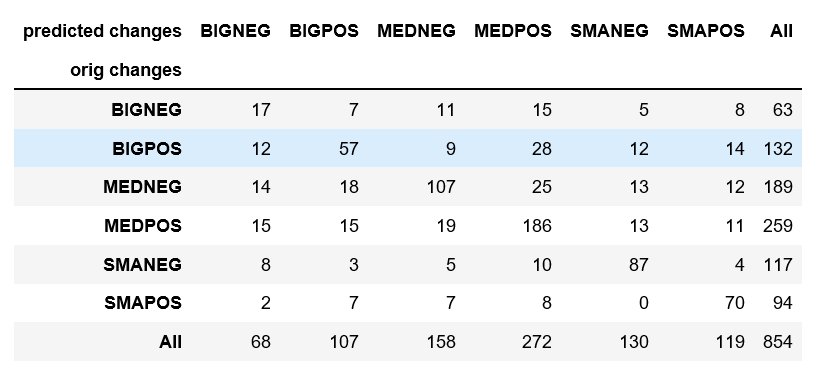 predicted changes BIGNEG BIGPOS MEDNEG MEDPOS SMANEG SMAPOS All
orig changes
BIGNEG 17 7 11 15 5 8 63
BIGPOS 12 57 9 28 12 14 132
MEDNEG 14 18 107 25 13 12 189
MEDPOS 15 15 19 186 13 11 259
SMANEG 8 3 5 10 87 4 117
SMAPOS 2 7 7 8 0 70 94
All 68 107 158 272 130 119 854